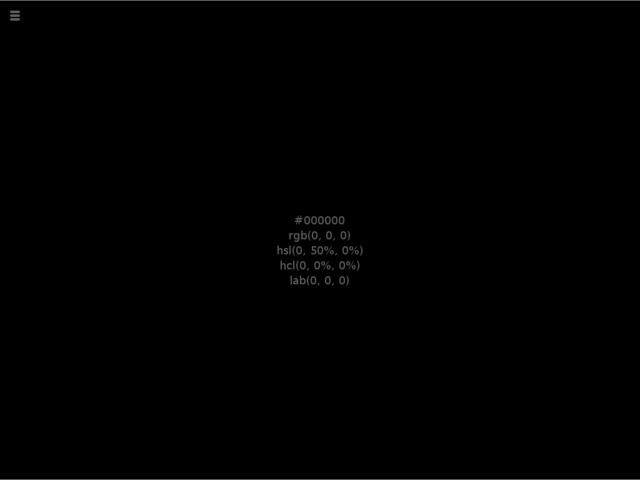 #000000
rgb(0, 0, 0)
hsl(0, 50%, 0%)
hcl(0, 0%, 0%)
lab(0, 0, 0)